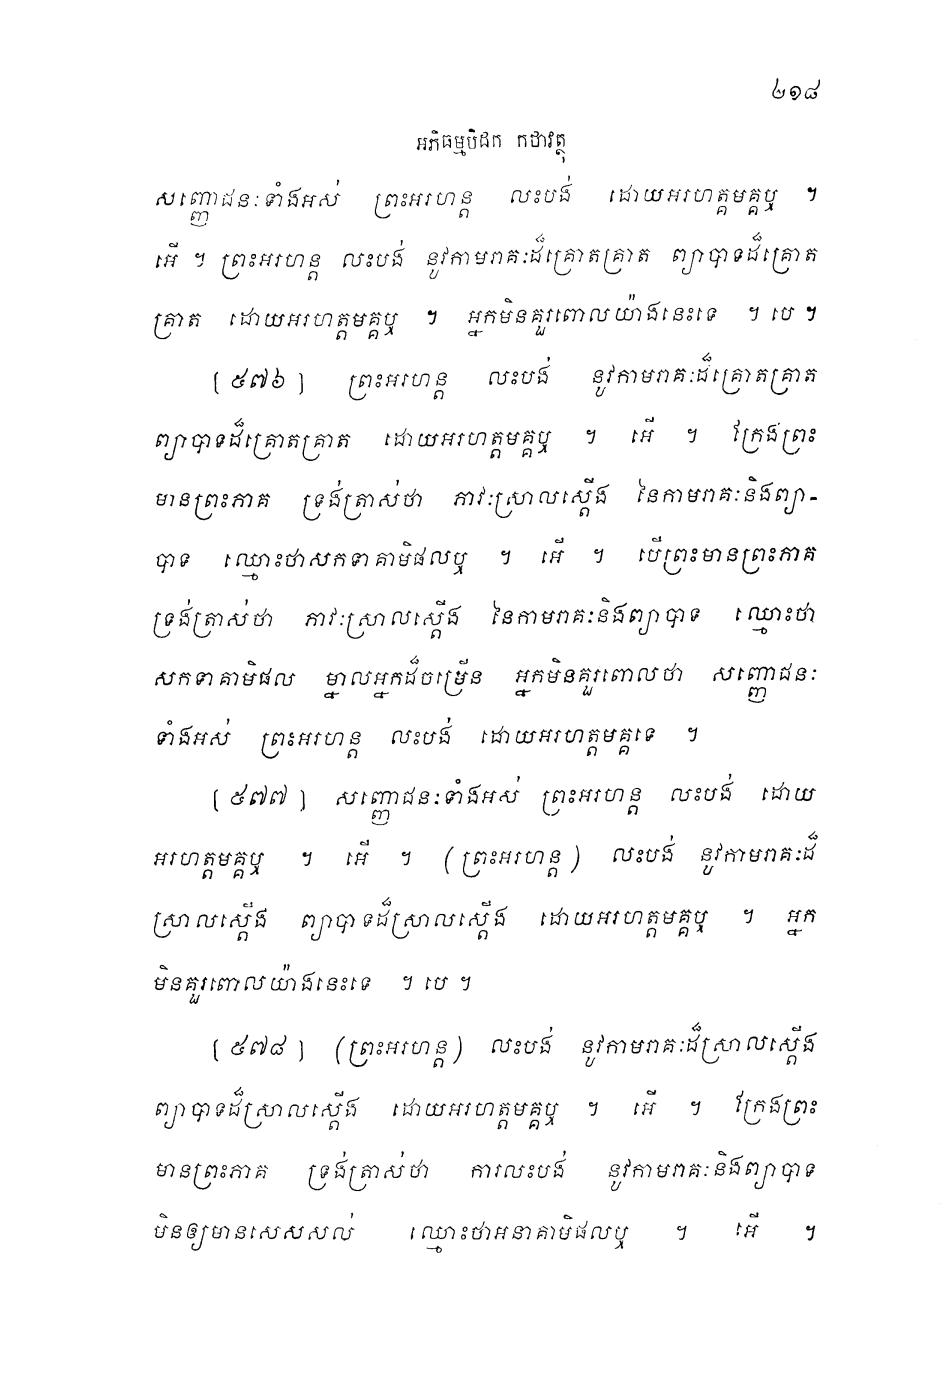 ២១៨
អភិធម្មបិដក កថាវត្ថុ
សញ្ញោជនៈទាំងអស់ ព្រះអរហន្ត លះបង់ ដោយអរហត្តមគ្គឬ ។
អើ ។ ព្រះអរហន្ត លះបង់ នូវកាមរាគៈដ៏គ្រោតគ្រាត ព្យាបាទដ៏គ្រោត
គ្រាត ដោយអរហត្តមគ្គឬ ។ អ្នកមិនគួរពោលយ៉ាងនេះទេ ។ បេ ។
[៥៧៦] ព្រះអរហន្ត លះបង់ នូវកាមរាគៈដ៏គ្រោតគ្រាត
ព្យាបាទដ៏គ្រោតគ្រាត ដោយអរហត្តមគ្គឬ ។ អើ ។ ក្រែងព្រះ
មានព្រះភាគ ទ្រង់ត្រាស់ថា ភាវៈស្រាលស្តើង នៃកាមរាគៈនិងព្យា-
បាទ ឈ្មោះថាសកទាគាមិផលឬ ។ អើ ។ បើព្រះមានព្រះភាគ
ទ្រង់ត្រាស់ថា ភាវៈស្រាលស្តើង នៃកាមរាគៈនិងព្យាបាទ ឈ្មោះថា
សកទាគាមិផល ម្នាលអ្នកដ៏ចម្រើន អ្នកមិនគួរពោលថា សញ្ញោជនៈ
ទាំងអស់ ព្រះអរហន្ត លះបង់ ដោយអរហត្តមគ្គទេ ។
[៥៧៧] សញ្ញោជនៈទាំងអស់ ព្រះអរហន្ត លះបង់ ដោយ
អរហត្តមគ្គឬ ។ អើ ។ (ព្រះអរហន្ត) លះបង់ នូវកាមរាគៈដ៏
ស្រាលស្តើង ព្យាបាទដ៏ស្រាលស្តើង ដោយអរហត្តមគ្គឬ ។ អ្នក
មិនគួរពោលយ៉ាងនេះទេ ។ បេ ។
[៥៧៨] (ព្រះអរហន្ត) លះបង់ នូវកាមរាគៈដ៏ស្រាលស្តើង
ព្យាបាទដ៏ស្រាលស្តើង ដោយអរហត្តមគ្គឬ ។ អើ ។ ក្រែងព្រះ
មានព្រះភាគ ទ្រង់ត្រាស់ថា ការលះបង់ នូវកាមរាគៈនិងព្យាបាទ
មិនឲ្យមានសេសសល់ ឈ្មោះថាអនាគាមិផលឬ ។ អើ ។